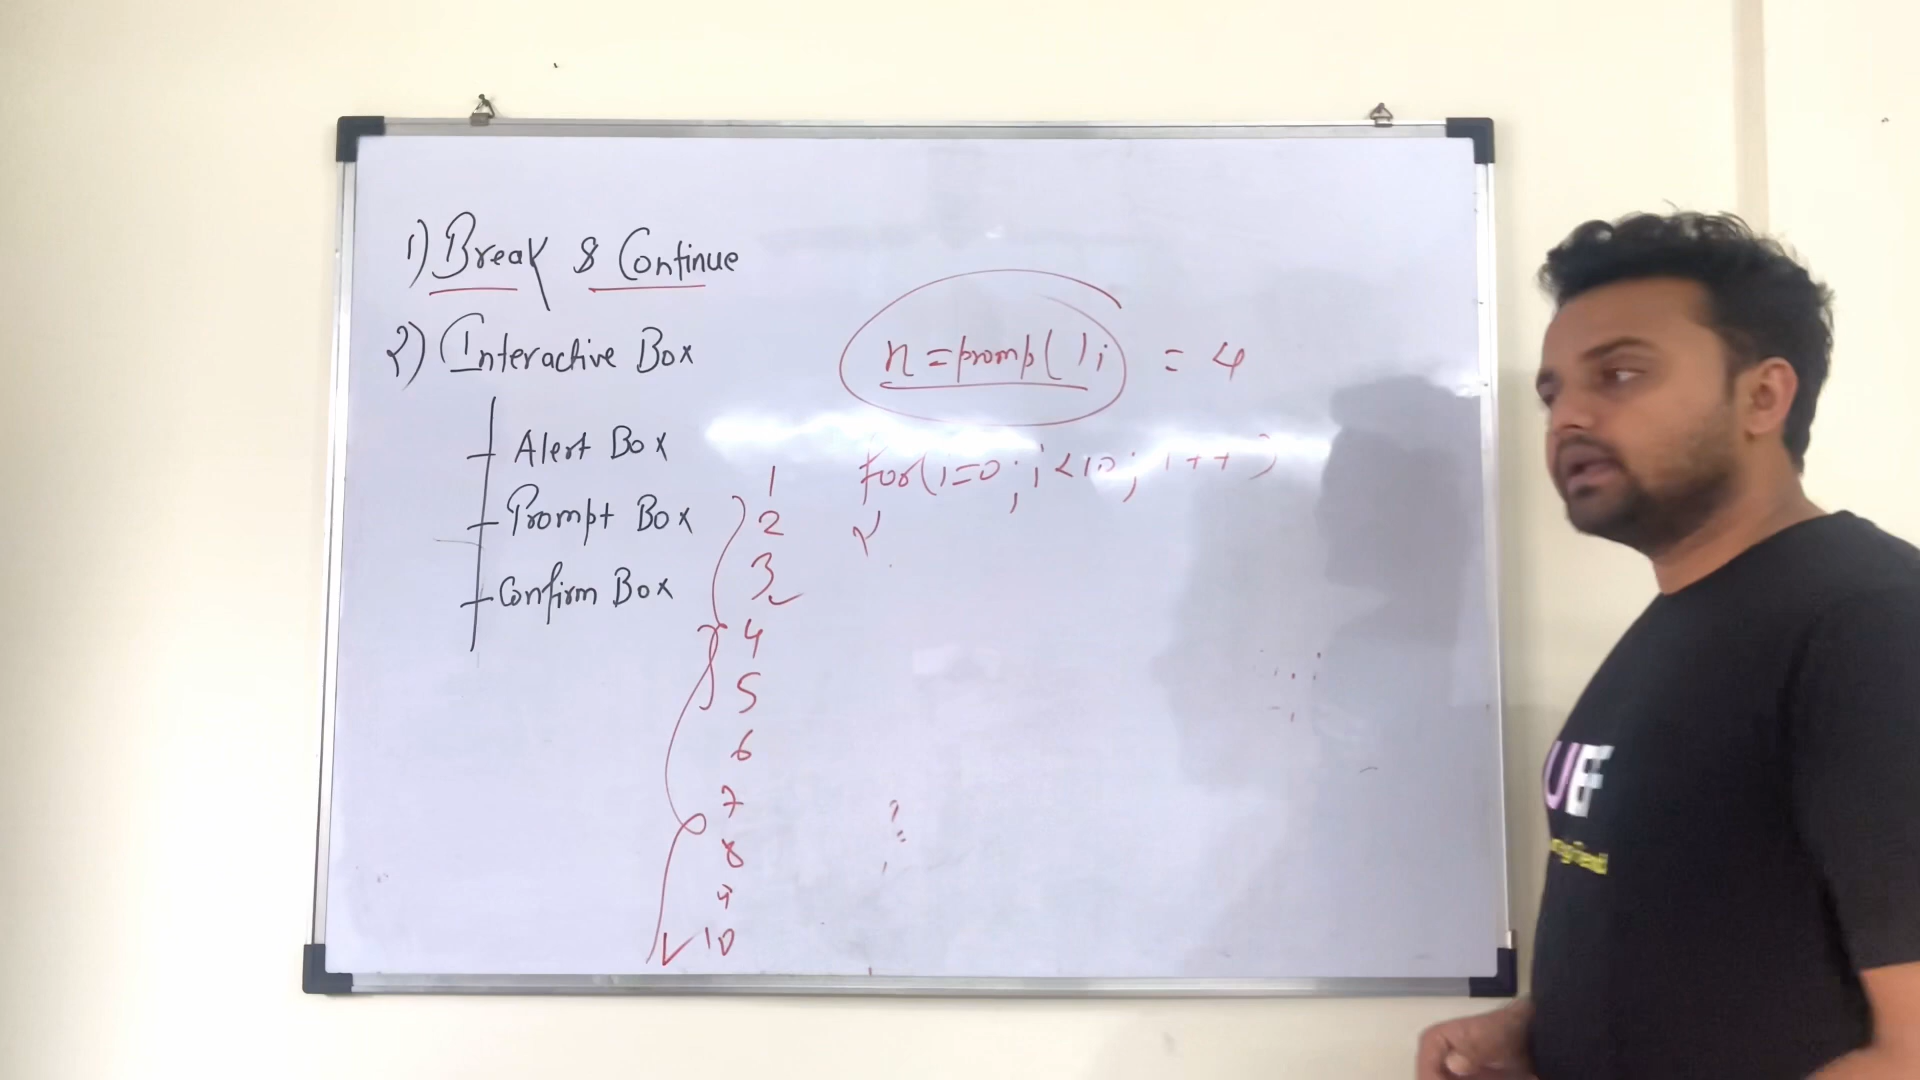 1) Break & Continue
2) Interactive Box
Alert Box
Prompt Box
Confirm Box
n=promp( ); = 4
for(i=0; i<10; i++)
{
1
2
3
4
5
6
7
8
9
10
UEF